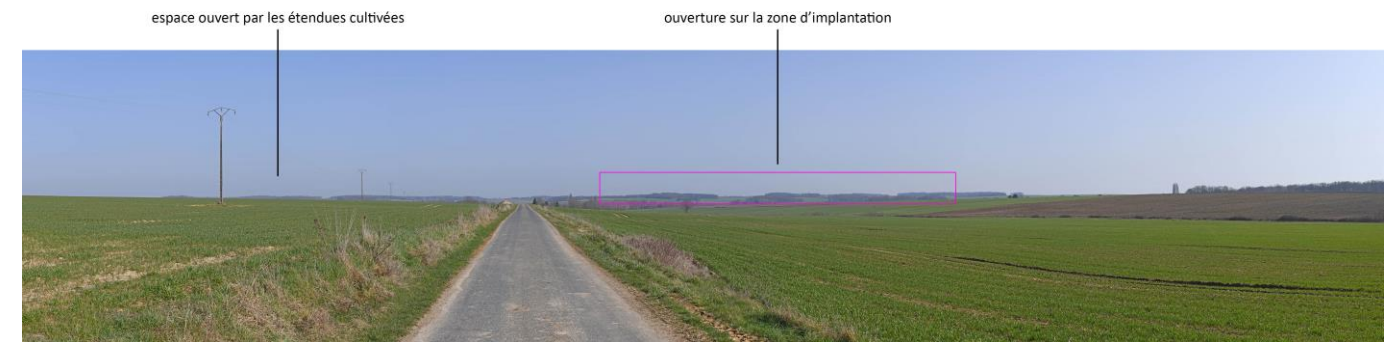 espace ouvert par les étendues cultivées
ouverture sur la zone d’implantation